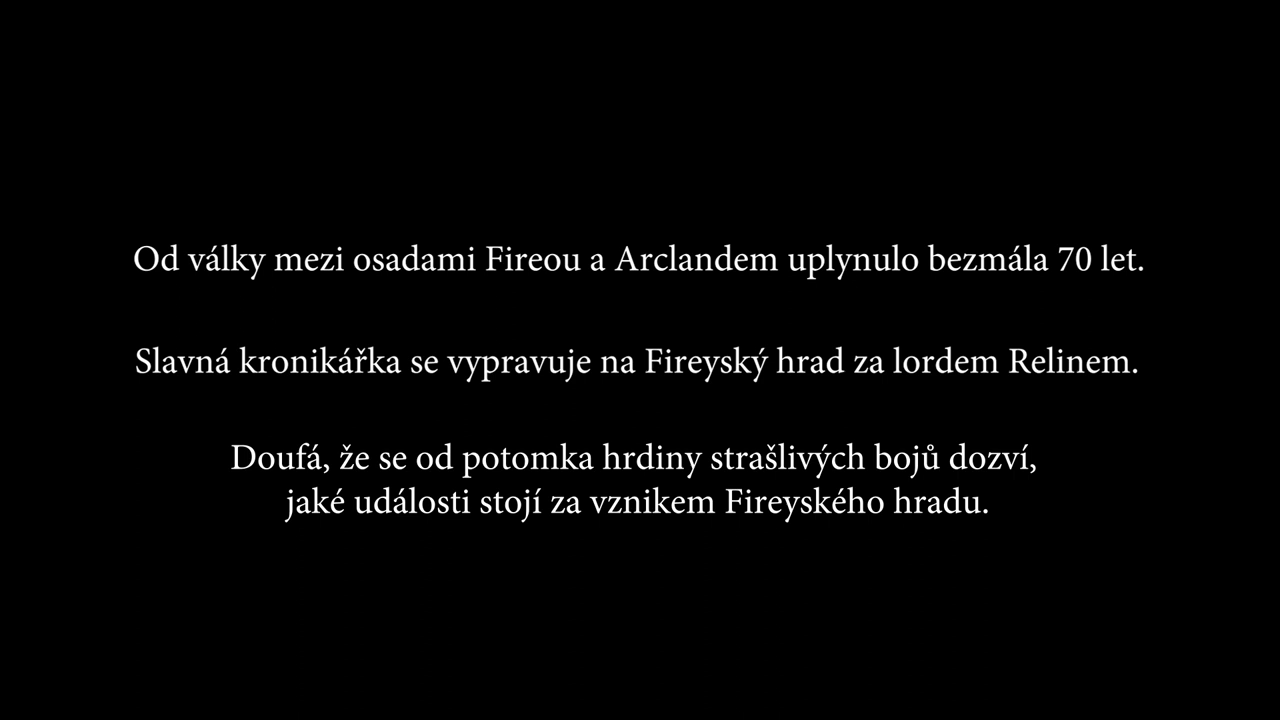 Od války mezi osadami Fireou a Arclandem uplynulo bezmála 70 let.
Slavná kronikářka se vypravuje na Fireyský hrad za lordem Relinem.
Doufá, že se od potomka hrdiny strašlivých bojů dozví,
jaké události stojí za vznikem Fireyského hradu.